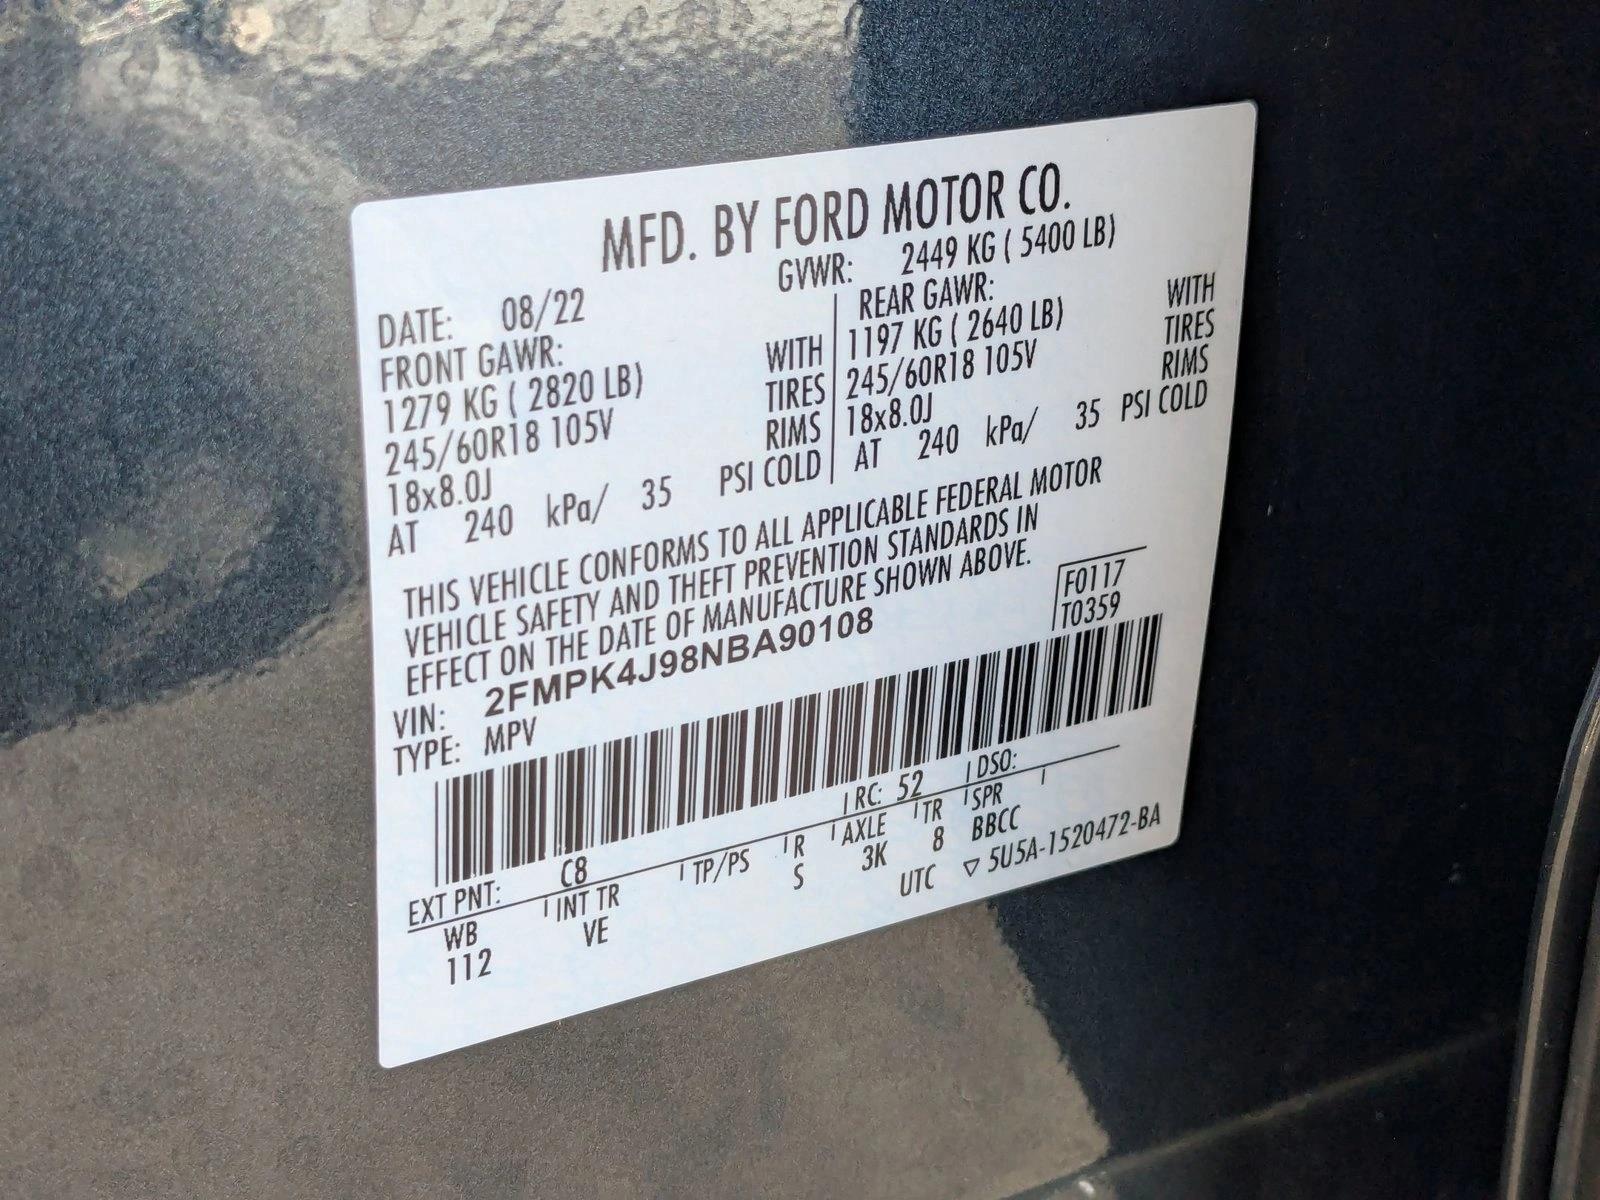 MFD. BY FORD MOTOR CO.
DATE: 08/22 GVWR: 2449 KG ( 5400 LB)
FRONT GAWR: REAR GAWR:
1279 KG ( 2820 LB) WITH 1197 KG ( 2640 LB) WITH
245/60R18 105V TIRES 245/60R18 105V TIRES
18x8.0J RIMS 18x8.0J RIMS
AT 240 kPa/ 35 PSI COLD AT 240 kPa/ 35 PSI COLD
THIS VEHICLE CONFORMS TO ALL APPLICABLE FEDERAL MOTOR
VEHICLE SAFETY AND THEFT PREVENTION STANDARDS IN
EFFECT ON THE DATE OF MANUFACTURE SHOWN ABOVE.
F0117
T0359
VIN: 2FMPK4J98NBA90108
TYPE: MPV
EXT PNT: C8 RC: 52 DSO:
WB INT TR TP/PS R AXLE TR SPR
112 VE S 3K 8 BBCC
UTC ▽ 5U5A-1520472-BA